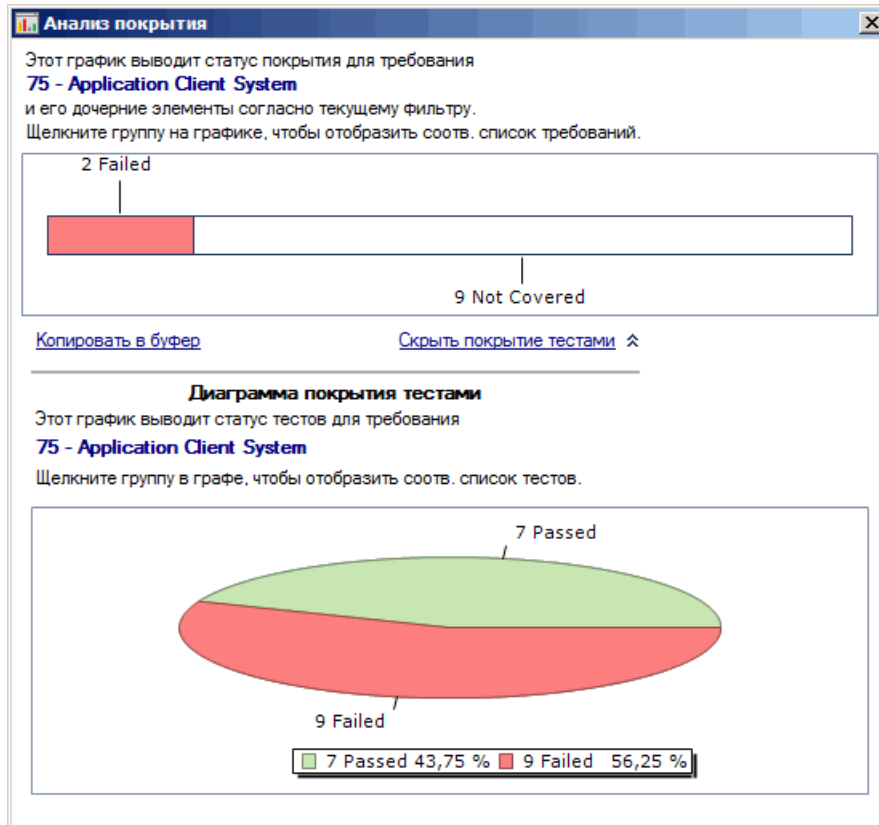 Анализ покрытия
Этот график выводит статус покрытия для требования
75 - Application Client System
и его дочерние элементы согласно текущему фильтру.
Щелкните группу на графике, чтобы отобразить соотв. список требований.
2 Failed
9 Not Covered
Копировать в буфер Скрыть покрытие тестами
Диаграмма покрытия тестами
Этот график выводит статус тестов для требования
75 - Application Client System
Щелкните группу в графе, чтобы отобразить соотв. список тестов.
7 Passed
9 Failed
7 Passed 43,75 % 9 Failed 56,25 %